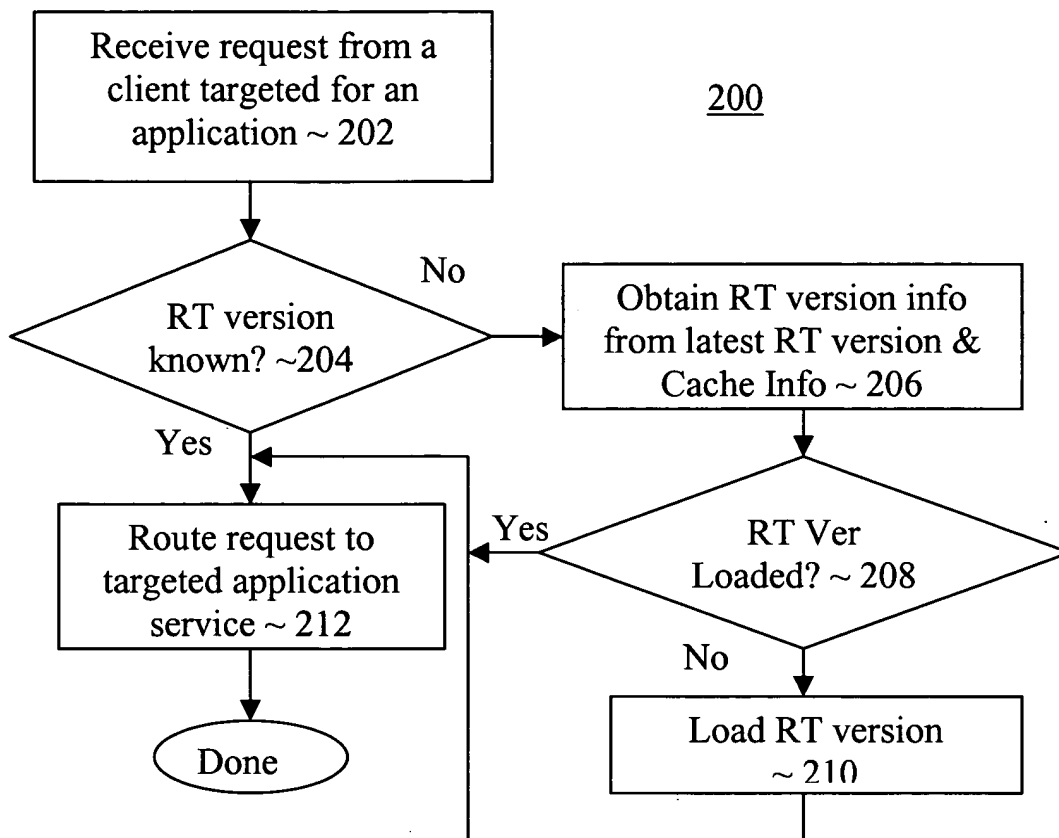 Receive request from a
client targeted for an
application ~ 202
200
RT version
known? ~204
No
Obtain RT version info
from latest RT version &
Cache Info ~ 206
Yes
Route request to
targeted application
service ~ 212
Yes
RT Ver
Loaded? ~ 208
No
Load RT version
~ 210
Done